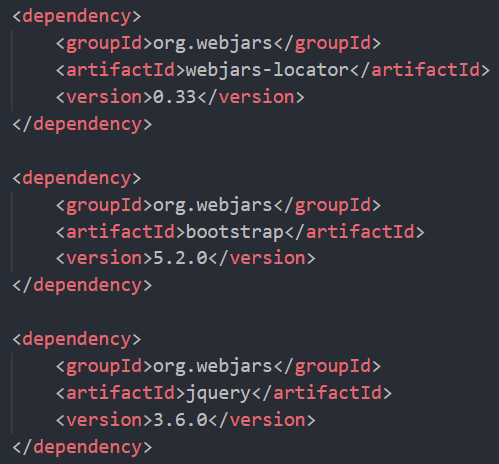 <dependency>
    <groupId>org.webjars</groupId>
    <artifactId>webjars-locator</artifactId>
    <version>0.33</version>
</dependency>

<dependency>
    <groupId>org.webjars</groupId>
    <artifactId>bootstrap</artifactId>
    <version>5.2.0</version>
</dependency>

<dependency>
    <groupId>org.webjars</groupId>
    <artifactId>jquery</artifactId>
    <version>3.6.0</version>
</dependency>